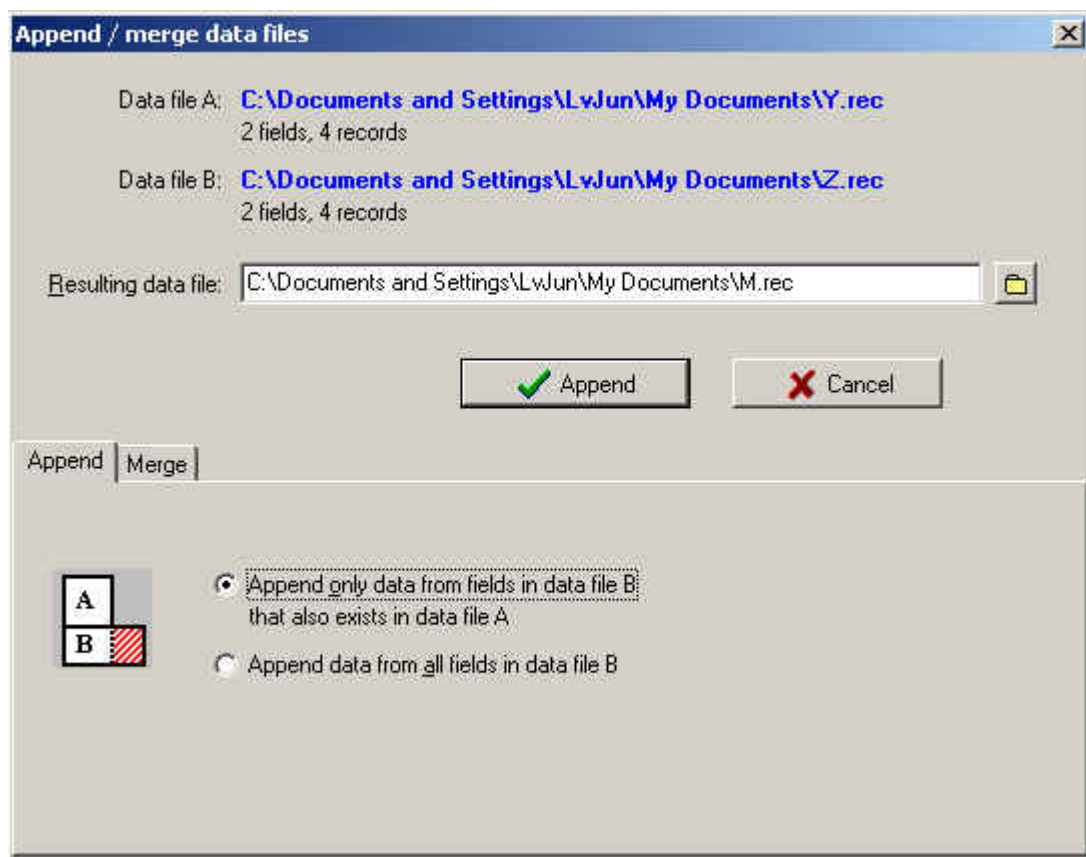 Append / merge data files
Data file A: C:\Documents and Settings\LvJun\My Documents\Y.rec
2 fields, 4 records
Data file B: C:\Documents and Settings\LvJun\My Documents\Z.rec
2 fields, 4 records
Resulting data file: C:\Documents and Settings\LvJun\My Documents\M.rec
Append Cancel
Append Merge
A
B
Append only data from fields in data file B
that also exists in data file A
Append data from all fields in data file B